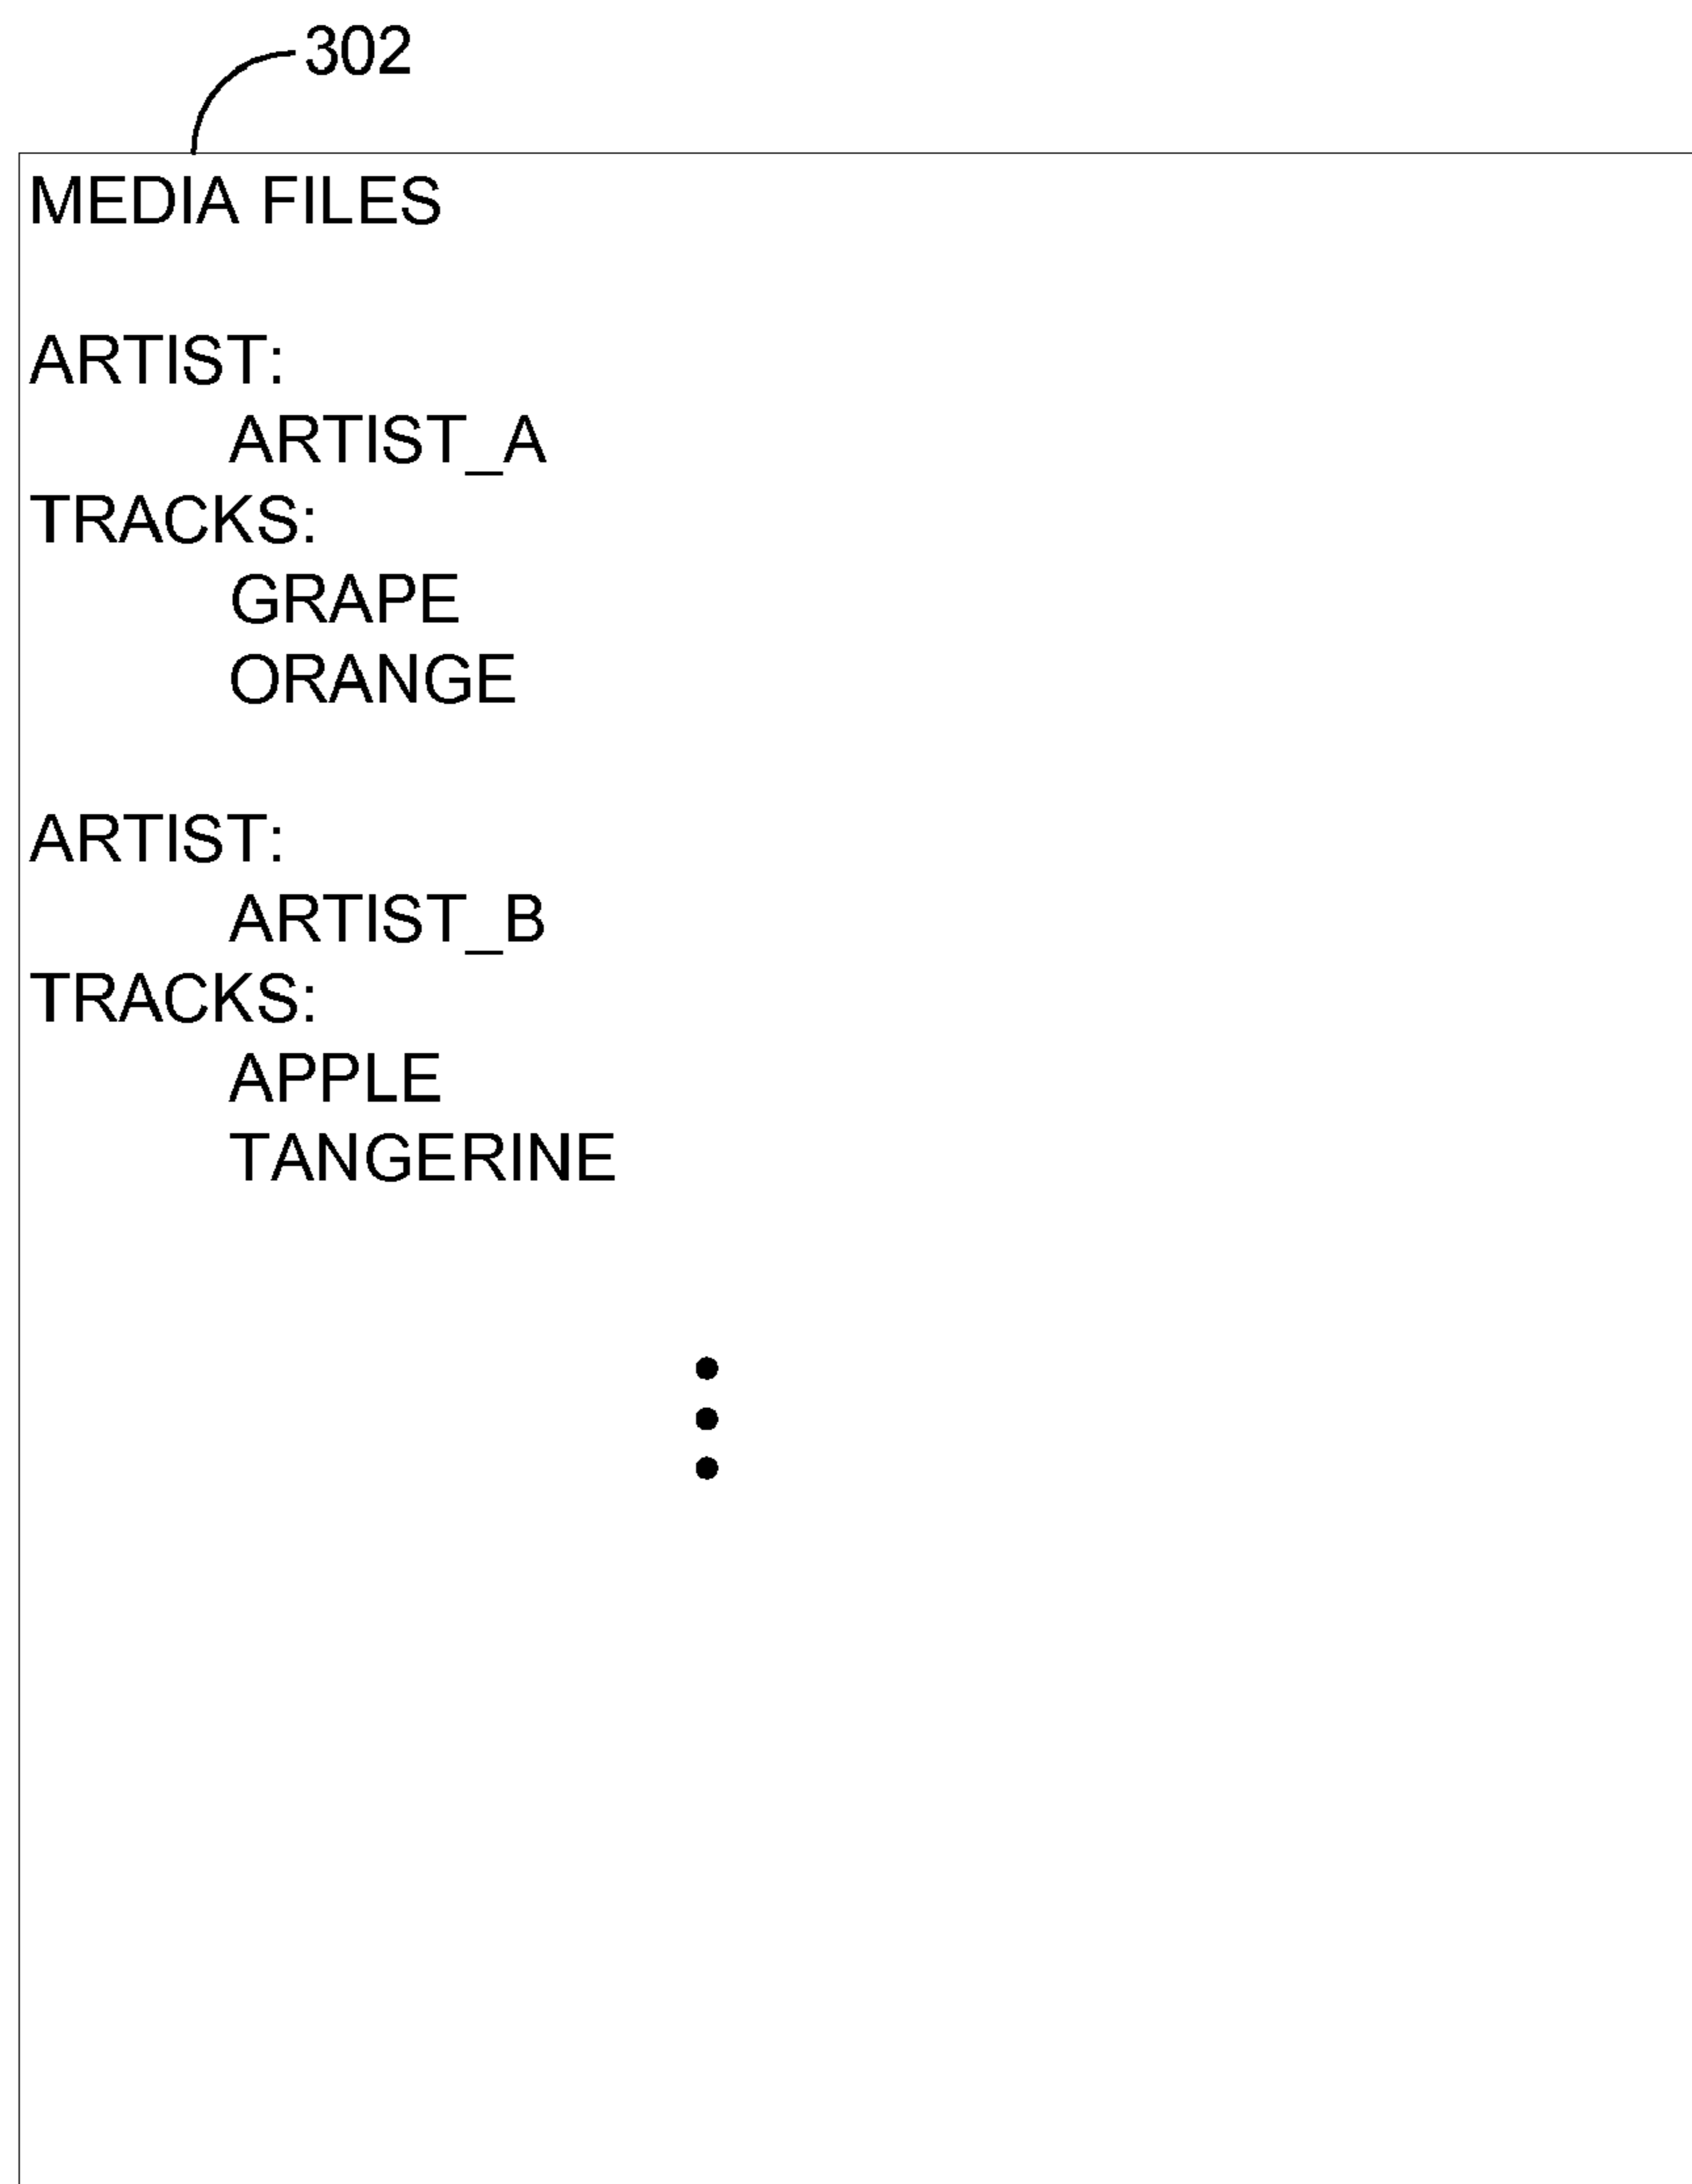 302
MEDIA FILES
ARTIST:
ARTIST_A
TRACKS:
GRAPE
ORANGE
ARTIST:
ARTIST_B
TRACKS:
APPLE
TANGERINE